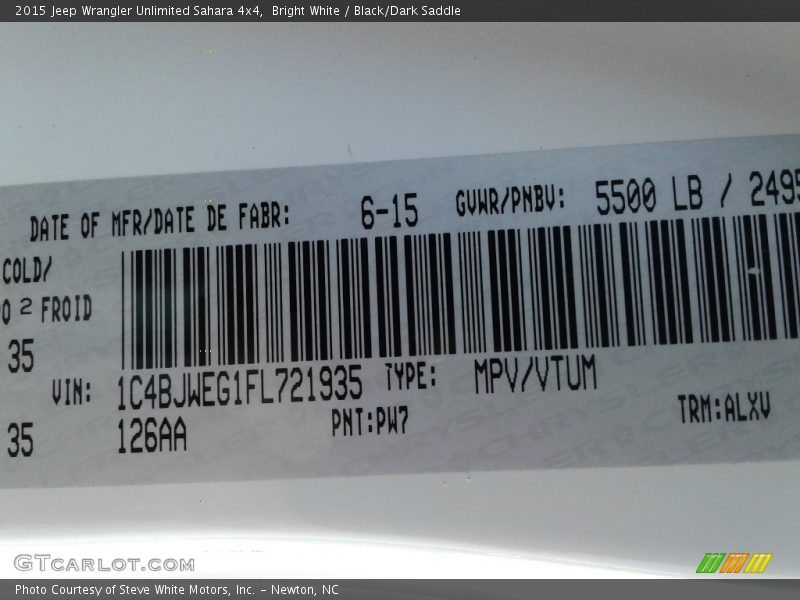 2015 Jeep Wrangler Unlimited Sahara 4x4, Bright White / Black/Dark Saddle
DATE OF MFR/DATE DE FABR: 6-15 GVWR/PNBV: 5500 LB / 2495
COLD/
O 2 FROID
35
VIN: 1C4BJWEG1FL721935 TYPE: MPV/VTUM
35 126AA PNT:PW7 TRM:ALXV
GTCARLOT.COM
Photo Courtesy of Steve White Motors, Inc. – Newton, NC